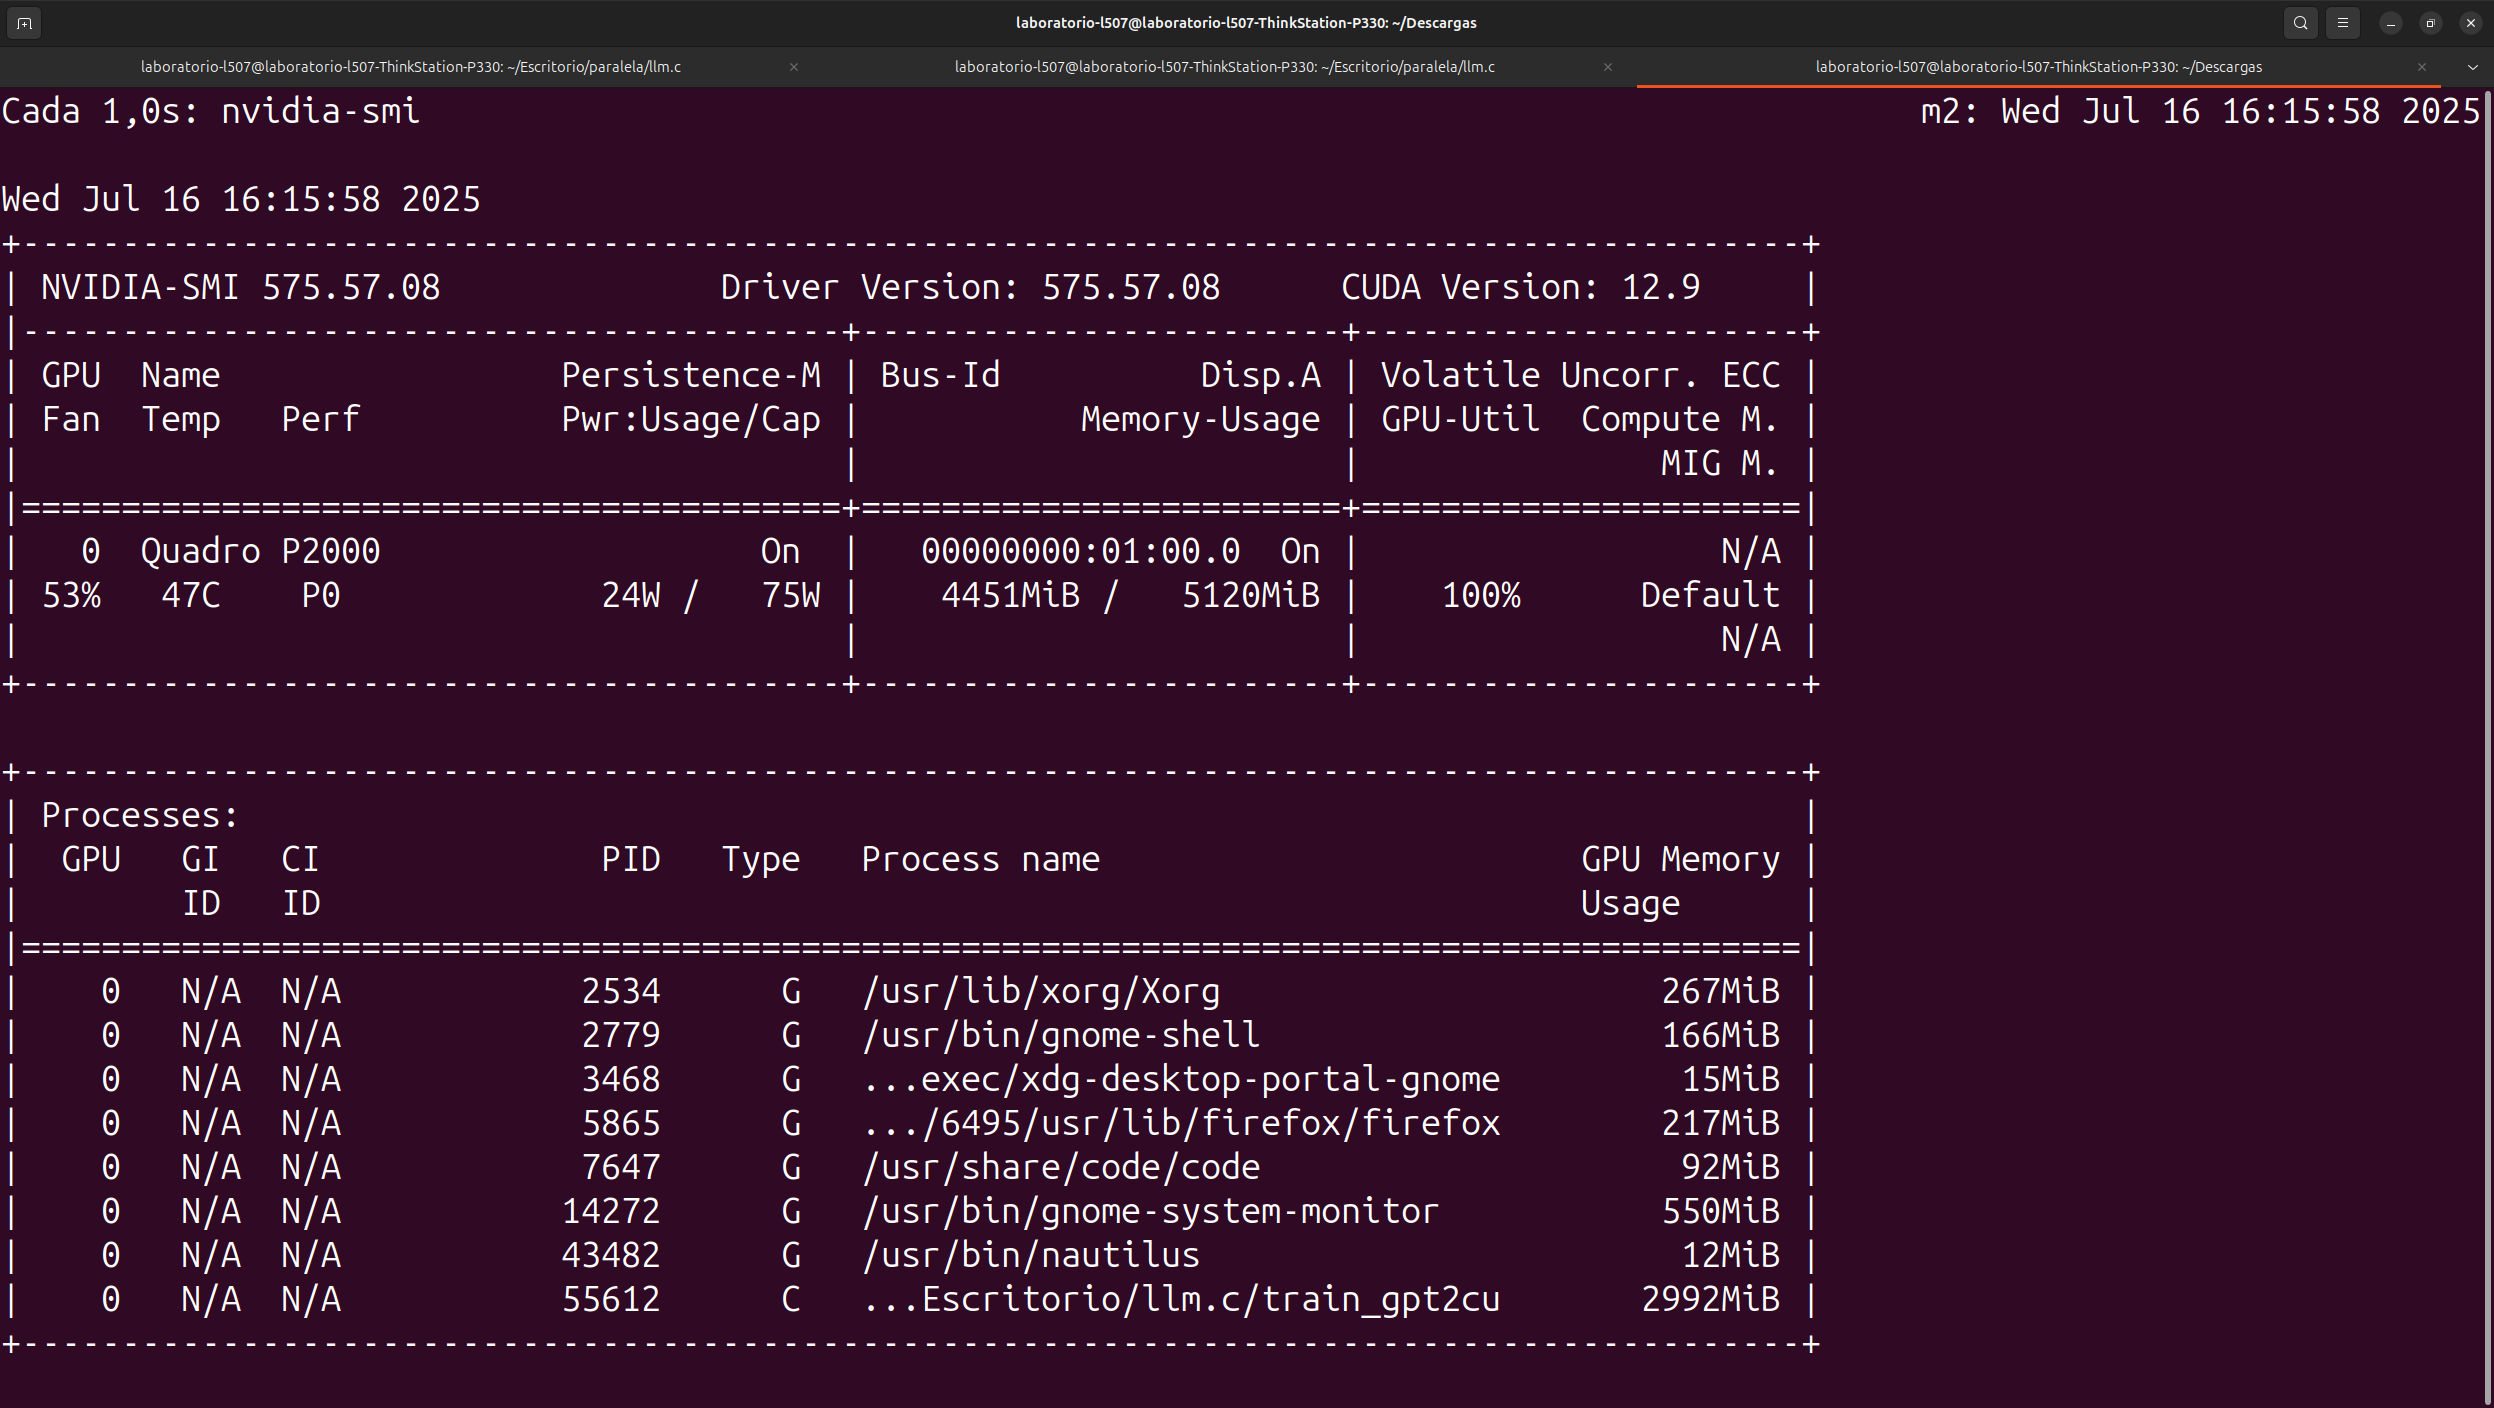 laboratorio-l507@laboratorio-l507-ThinkStation-P330: ~/Descargas
laboratorio-l507@laboratorio-l507-ThinkStation-P330: ~/Escritorio/paralela/llm.c
laboratorio-l507@laboratorio-l507-ThinkStation-P330: ~/Escritorio/paralela/llm.c
laboratorio-l507@laboratorio-l507-ThinkStation-P330: ~/Descargas
Cada 1,0s: nvidia-smi m2: Wed Jul 16 16:15:58 2025
Wed Jul 16 16:15:58 2025
+-----------------------------------------------------------------------------------------+
| NVIDIA-SMI 575.57.08              Driver Version: 575.57.08      CUDA Version: 12.9     |
|-----------------------------------------+------------------------+----------------------+
| GPU  Name                 Persistence-M | Bus-Id          Disp.A | Volatile Uncorr. ECC |
| Fan  Temp   Perf          Pwr:Usage/Cap |           Memory-Usage | GPU-Util  Compute M. |
|                                         |                        |               MIG M. |
|=========================================+========================+======================|
|   0  Quadro P2000                   On  |   00000000:01:00.0  On |                  N/A |
| 53%   47C    P0             24W /   75W |    4451MiB /   5120MiB |    100%      Default |
|                                         |                        |                  N/A |
+-----------------------------------------+------------------------+----------------------+
+-----------------------------------------------------------------------------------------+
| Processes:                                                                              |
|  GPU   GI   CI              PID   Type   Process name                        GPU Memory |
|        ID   ID                                                               Usage      |
|=========================================================================================|
|    0   N/A  N/A            2534      G   /usr/lib/xorg/Xorg                      267MiB |
|    0   N/A  N/A            2779      G   /usr/bin/gnome-shell                    166MiB |
|    0   N/A  N/A            3468      G   ...exec/xdg-desktop-portal-gnome         15MiB |
|    0   N/A  N/A            5865      G   .../6495/usr/lib/firefox/firefox        217MiB |
|    0   N/A  N/A            7647      G   /usr/share/code/code                     92MiB |
|    0   N/A  N/A           14272      G   /usr/bin/gnome-system-monitor           550MiB |
|    0   N/A  N/A           43482      G   /usr/bin/nautilus                        12MiB |
|    0   N/A  N/A           55612      C   ...Escritorio/llm.c/train_gpt2cu       2992MiB |
+-----------------------------------------------------------------------------------------+